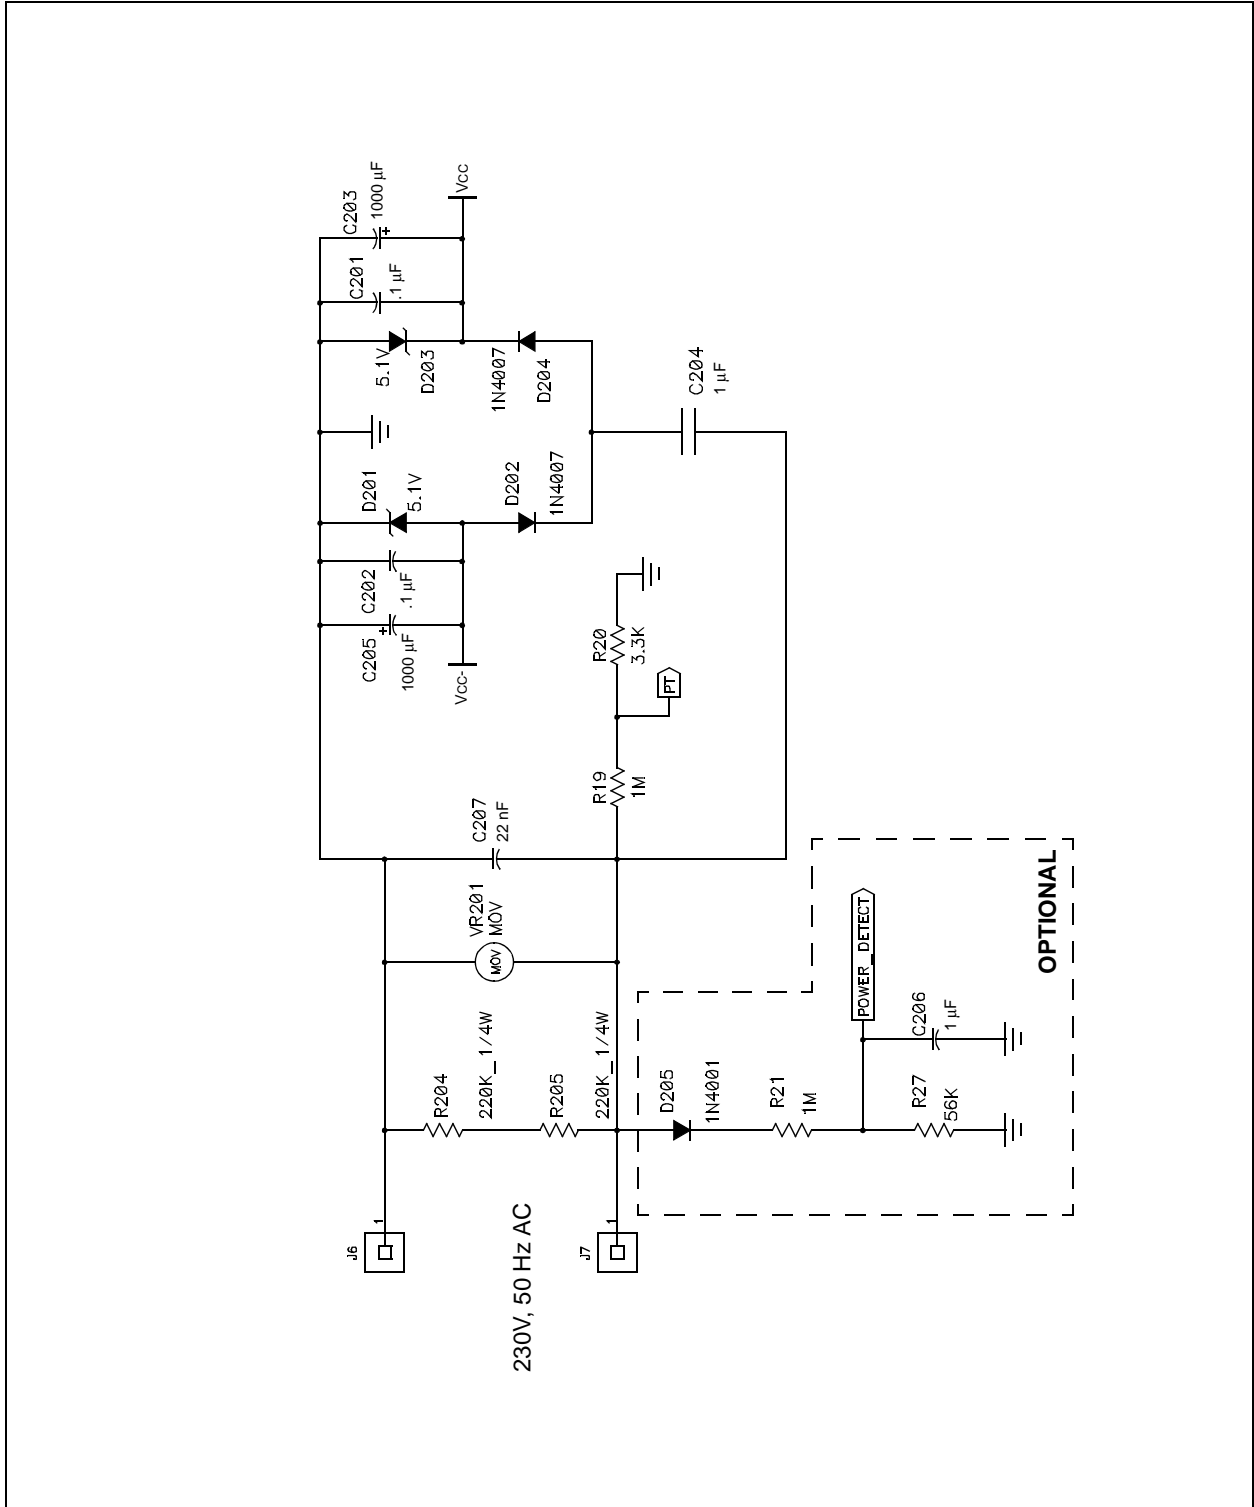 C203
1000 µF
C201
.1 µF
VCC
5.1V
D203
1N4007
D204
C204
1 µF
D201
5.1V
D202
1N4007
C202
.1 µF
C205
1000 µF
VCC-
R20
3.3K
PT
R19
1M
C207
22 nF
VR201
MOV
MOV
R204
220K_1/4W
R205
220K_1/4W
D205
1N4001
R21
1M
POWER_DETECT
C206
1 µF
R27
56K
OPTIONAL
J6
1
J7
1
230V, 50 Hz AC
+
+